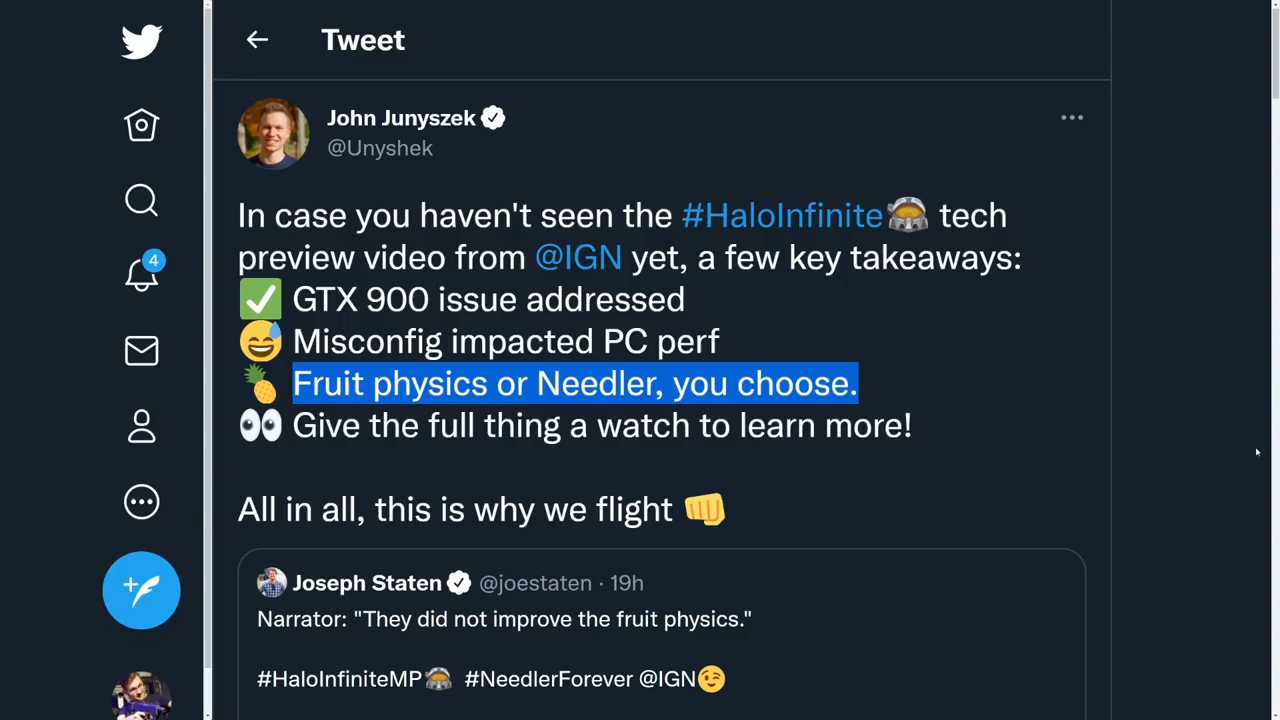 Tweet
John Junyszek
@Unyshek
In case you haven't seen the #HaloInfinite tech
preview video from @IGN yet, a few key takeaways:
✅ GTX 900 issue addressed
😅 Misconfig impacted PC perf
🍍 Fruit physics or Needler, you choose.
👀 Give the full thing a watch to learn more!
All in all, this is why we flight 👊
Joseph Staten @joestaten · 19h
Narrator: "They did not improve the fruit physics."
#HaloInfiniteMP #NeedlerForever @IGN😉
4